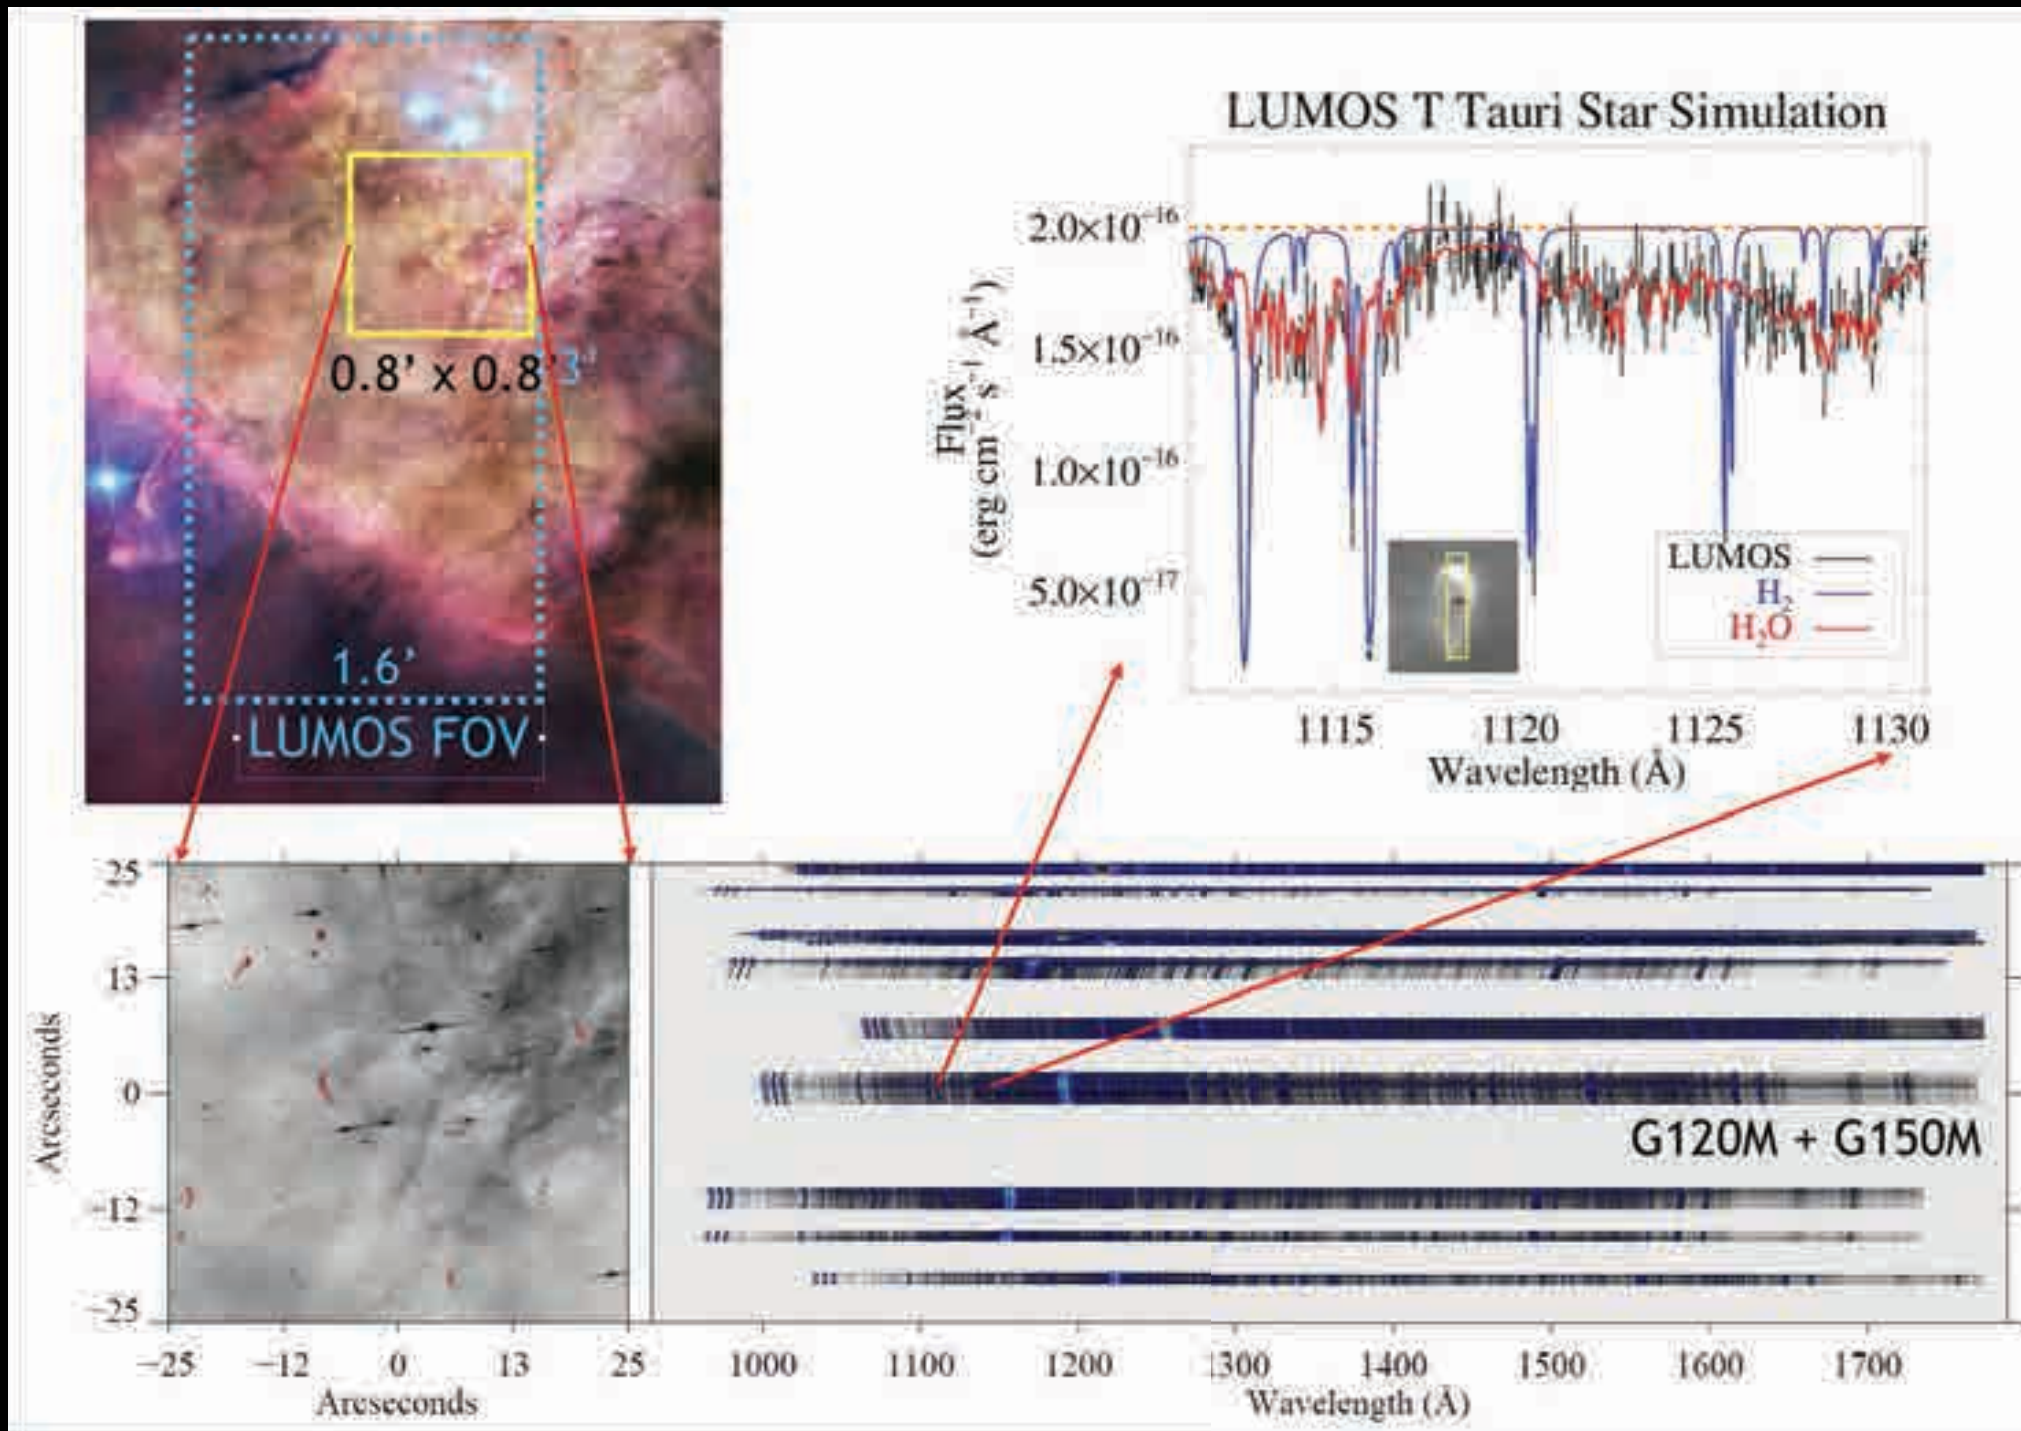 0.8' x 0.8'
3'
1.6'
LUMOS FOV
LUMOS T Tauri Star Simulation
Flux
(erg cm⁻² s⁻¹ Å⁻¹)
2.0×10⁻¹⁶
1.5×10⁻¹⁶
1.0×10⁻¹⁶
5.0×10⁻¹⁷
LUMOS
H₂
H₂O
1115 1120 1125 1130
Wavelength (Å)
Arcseconds
25
13
0
−12
−25
G120M + G150M
−25 −12 0 13 25
Arcseconds
1000 1100 1200 1300 1400 1500 1600 1700
Wavelength (Å)